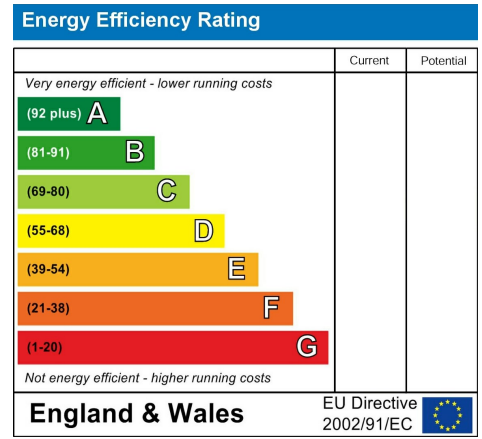 Energy Efficiency Rating
Current Potential
Very energy efficient - lower running costs
(92 plus) A
(81-91) B
(69-80) C
(55-68) D
(39-54) E
(21-38) F
(1-20) G
Not energy efficient - higher running costs
England & Wales
EU Directive
2002/91/EC